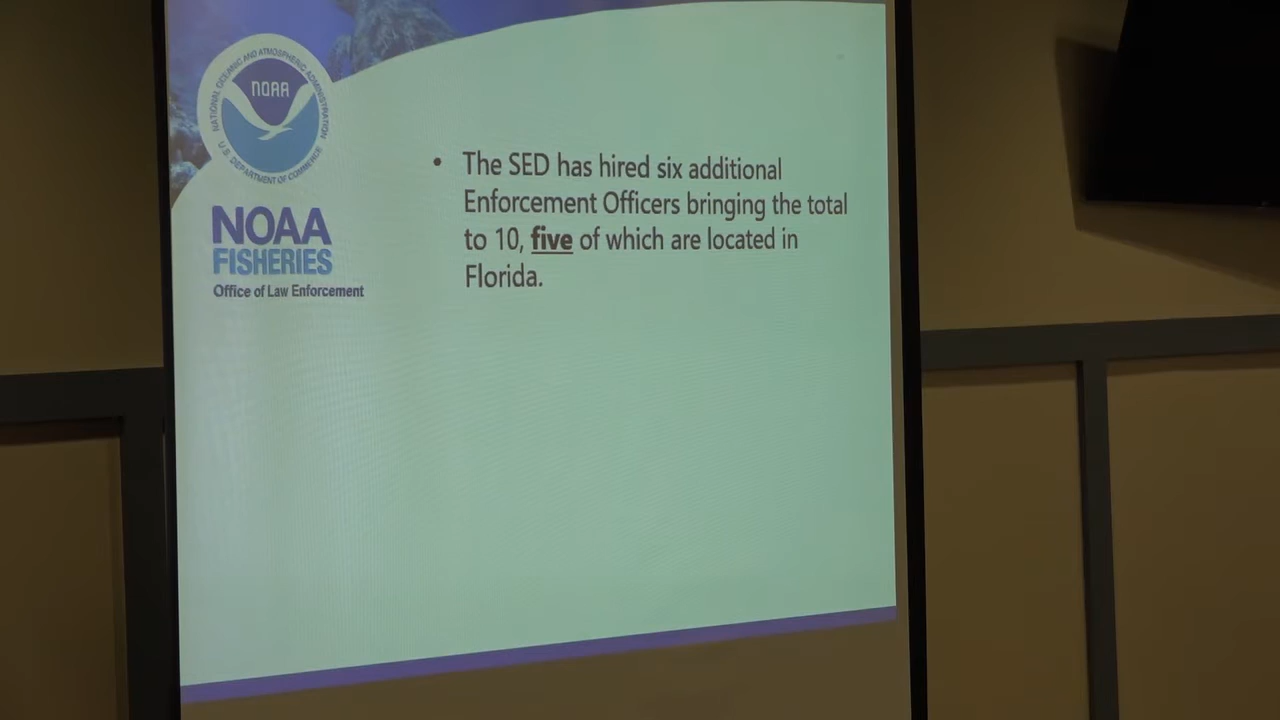 NATIONAL OCEANIC AND ATMOSPHERIC ADMINISTRATION
NOAA
U.S. DEPARTMENT OF COMMERCE
NOAA
FISHERIES
Office of Law Enforcement
• The SED has hired six additional
Enforcement Officers bringing the total
to 10, five of which are located in
Florida.